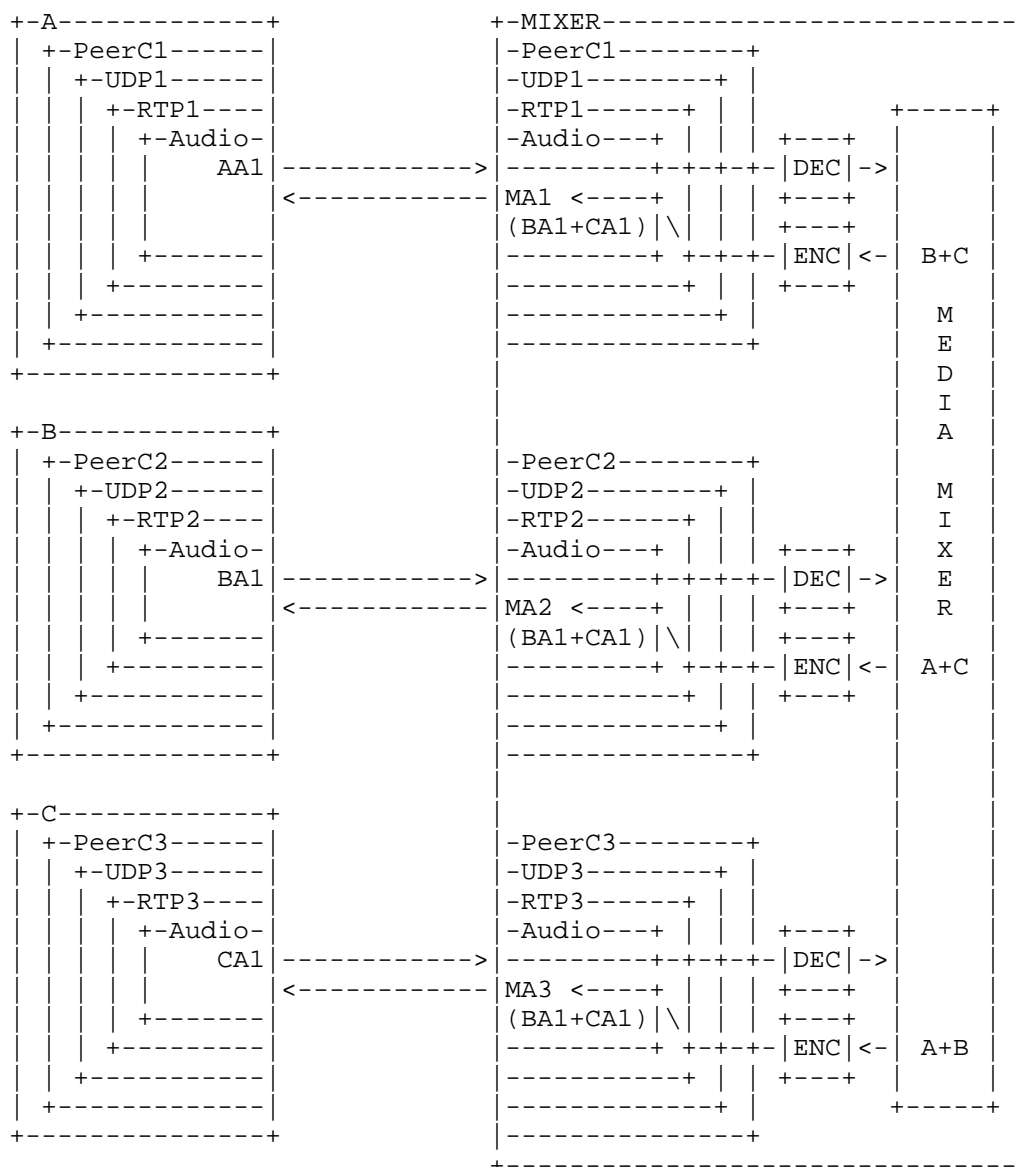 +-A-------------+             +-MIXER--------------------------
| +-PeerC1------|             |-PeerC1--------+
| | +-UDP1------|             |-UDP1--------+ |
| | | +-RTP1----|             |-RTP1------+ | |        +-----+
| | | | +-Audio-|             |-Audio---+ | | | +---+  |     |
| | | | |    AA1|------------>|---------+-+-+-+-|DEC|->|     |
| | | | |       |<------------|MA1 <----+ | | | +---+  |     |
| | | | |       |             |(BA1+CA1)|\| | | +---+  |     |
| | | | +-------|             |---------+ +-+-+-|ENC|<-| B+C |
| | | +---------|             |-----------+ | | +---+  |     |
| | +-----------|             |-------------+ |        |  M  |
| +-------------|             |---------------+        |  E  |
+---------------+             |                        |  D  |
                              |                        |  I  |
+-B-------------+             |                        |  A  |
| +-PeerC2------|             |-PeerC2--------+        |     |
| | +-UDP2------|             |-UDP2--------+ |        |  M  |
| | | +-RTP2----|             |-RTP2------+ | |        |  I  |
| | | | +-Audio-|             |-Audio---+ | | | +---+  |  X  |
| | | | |    BA1|------------>|---------+-+-+-+-|DEC|->|  E  |
| | | | |       |<------------|MA2 <----+ | | | +---+  |  R  |
| | | | +-------|             |(BA1+CA1)|\| | | +---+  |     |
| | | +---------|             |---------+ +-+-+-|ENC|<-| A+C |
| | +-----------|             |-----------+ | | +---+  |     |
| +-------------|             |-------------+ |        |     |
+---------------+             |---------------+        |     |
                              |                        |     |
+-C-------------+             |                        |     |
| +-PeerC3------|             |-PeerC3--------+        |     |
| | +-UDP3------|             |-UDP3--------+ |        |     |
| | | +-RTP3----|             |-RTP3------+ | |        |     |
| | | | +-Audio-|             |-Audio---+ | | | +---+  |     |
| | | | |    CA1|------------>|---------+-+-+-+-|DEC|->|     |
| | | | |       |<------------|MA3 <----+ | | | +---+  |     |
| | | | +-------|             |(BA1+CA1)|\| | | +---+  |     |
| | | +---------|             |---------+ +-+-+-|ENC|<-| A+B |
| | +-----------|             |-----------+ | | +---+  |     |
| +-------------|             |-------------+ |        +-----+
+---------------+             |---------------+
                              +--------------------------------